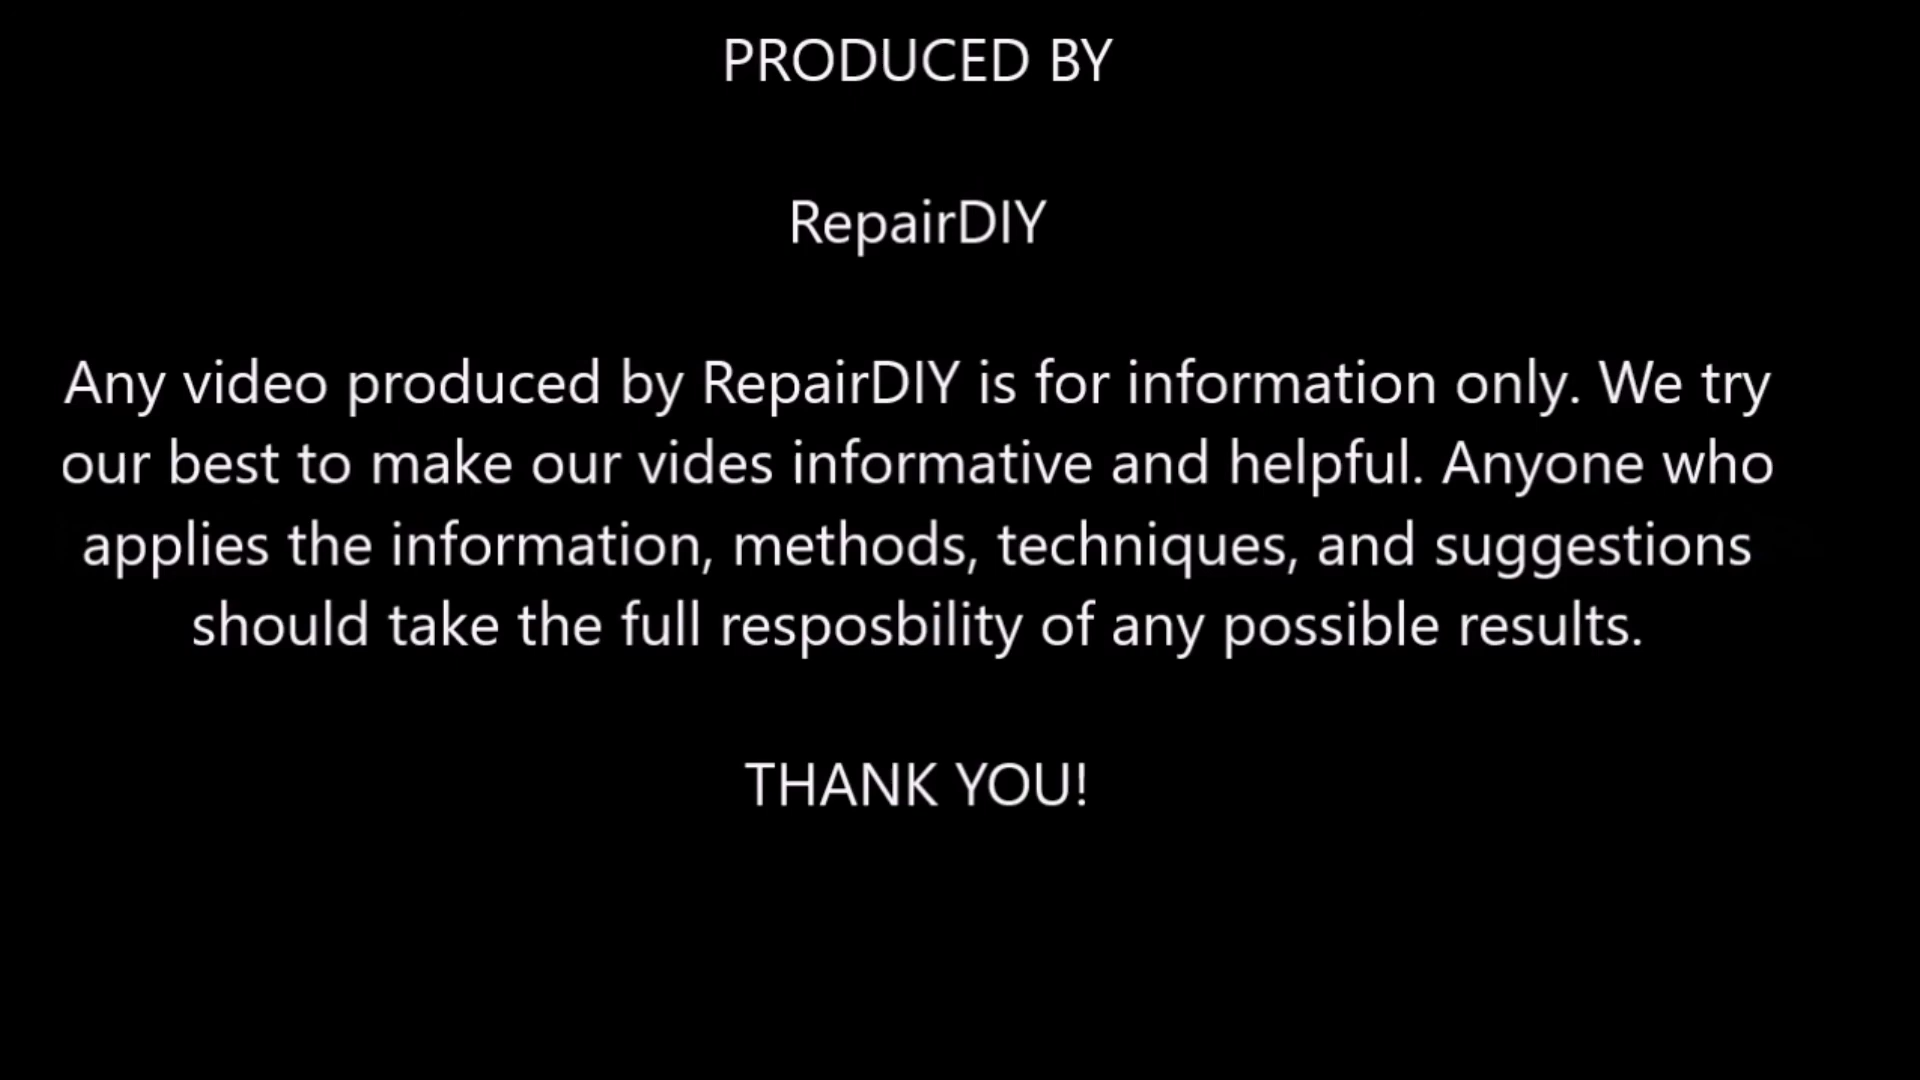 PRODUCED BY
RepairDIY
Any video produced by RepairDIY is for information only. We try
our best to make our vides informative and helpful. Anyone who
applies the information, methods, techniques, and suggestions
should take the full resposbility of any possible results.
THANK YOU!